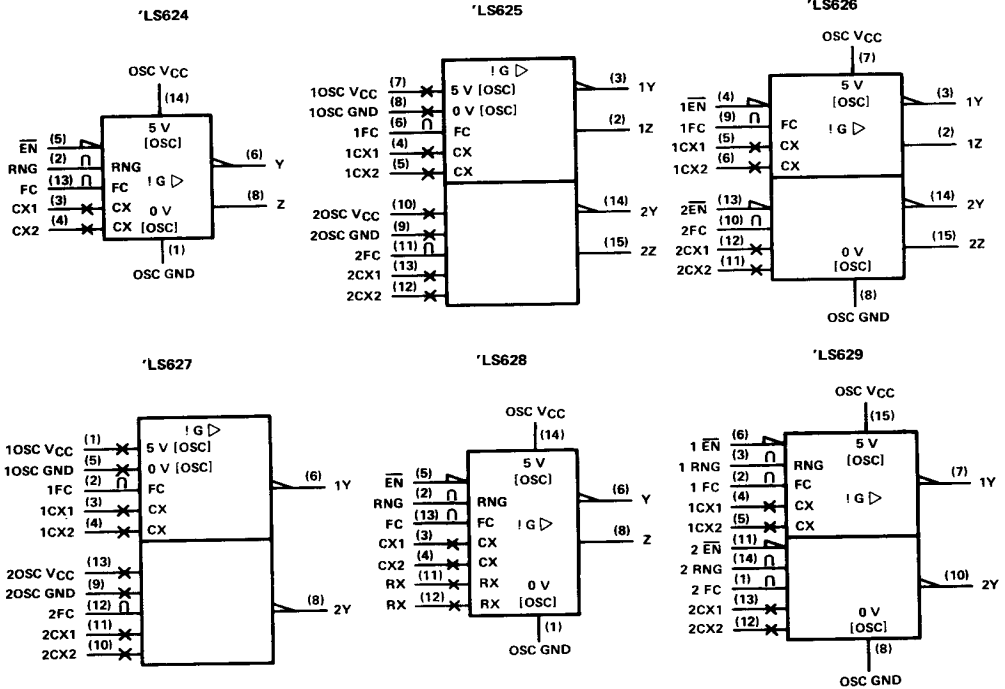 'LS624
OSC VCC
(14)
5 V
[OSC]
EN (5)
RNG (2) RNG
FC (13) FC
! G
CX1 (3) CX
0 V
CX2 (4) CX [OSC]
(6) Y
(8) Z
(1)
OSC GND
'LS625
! G
1OSC VCC (7) 5 V [OSC]
1OSC GND (8) 0 V [OSC]
1FC (6) FC
1CX1 (4) CX
1CX2 (5) CX
(3) 1Y
(2) 1Z
2OSC VCC (10)
2OSC GND (9)
2FC (11)
2CX1 (13)
2CX2 (12)
(14) 2Y
(15) 2Z
'LS626
OSC VCC
(7)
5 V
[OSC]
1EN (4)
1FC (9) FC
! G
1CX1 (5) CX
1CX2 (6) CX
(3) 1Y
(2) 1Z
2EN (13)
2FC (10)
2CX1 (12)
2CX2 (11)
0 V
[OSC]
(14) 2Y
(15) 2Z
(8)
OSC GND
'LS627
! G
1OSC VCC (1) 5 V [OSC]
1OSC GND (5) 0 V [OSC]
1FC (2) FC
1CX1 (3) CX
1CX2 (4) CX
(6) 1Y
2OSC VCC (13)
2OSC GND (9)
2FC (12)
2CX1 (11)
2CX2 (10)
(8) 2Y
'LS628
OSC VCC
(14)
5 V
[OSC]
EN (5)
RNG (2) RNG
FC (13) FC
! G
CX1 (3) CX
CX2 (4) CX
RX (11) RX
RX (12) RX
0 V
[OSC]
(6) Y
(8) Z
(1)
OSC GND
'LS629
OSC VCC
(15)
5 V
[OSC]
1 EN (6)
1 RNG (3) RNG
1 FC (2) FC
! G
1CX1 (4) CX
1CX2 (5) CX
(7) 1Y
2 EN (11)
2 RNG (14)
2 FC (1)
2CX1 (13)
2CX2 (12)
0 V
[OSC]
(10) 2Y
(8)
OSC GND